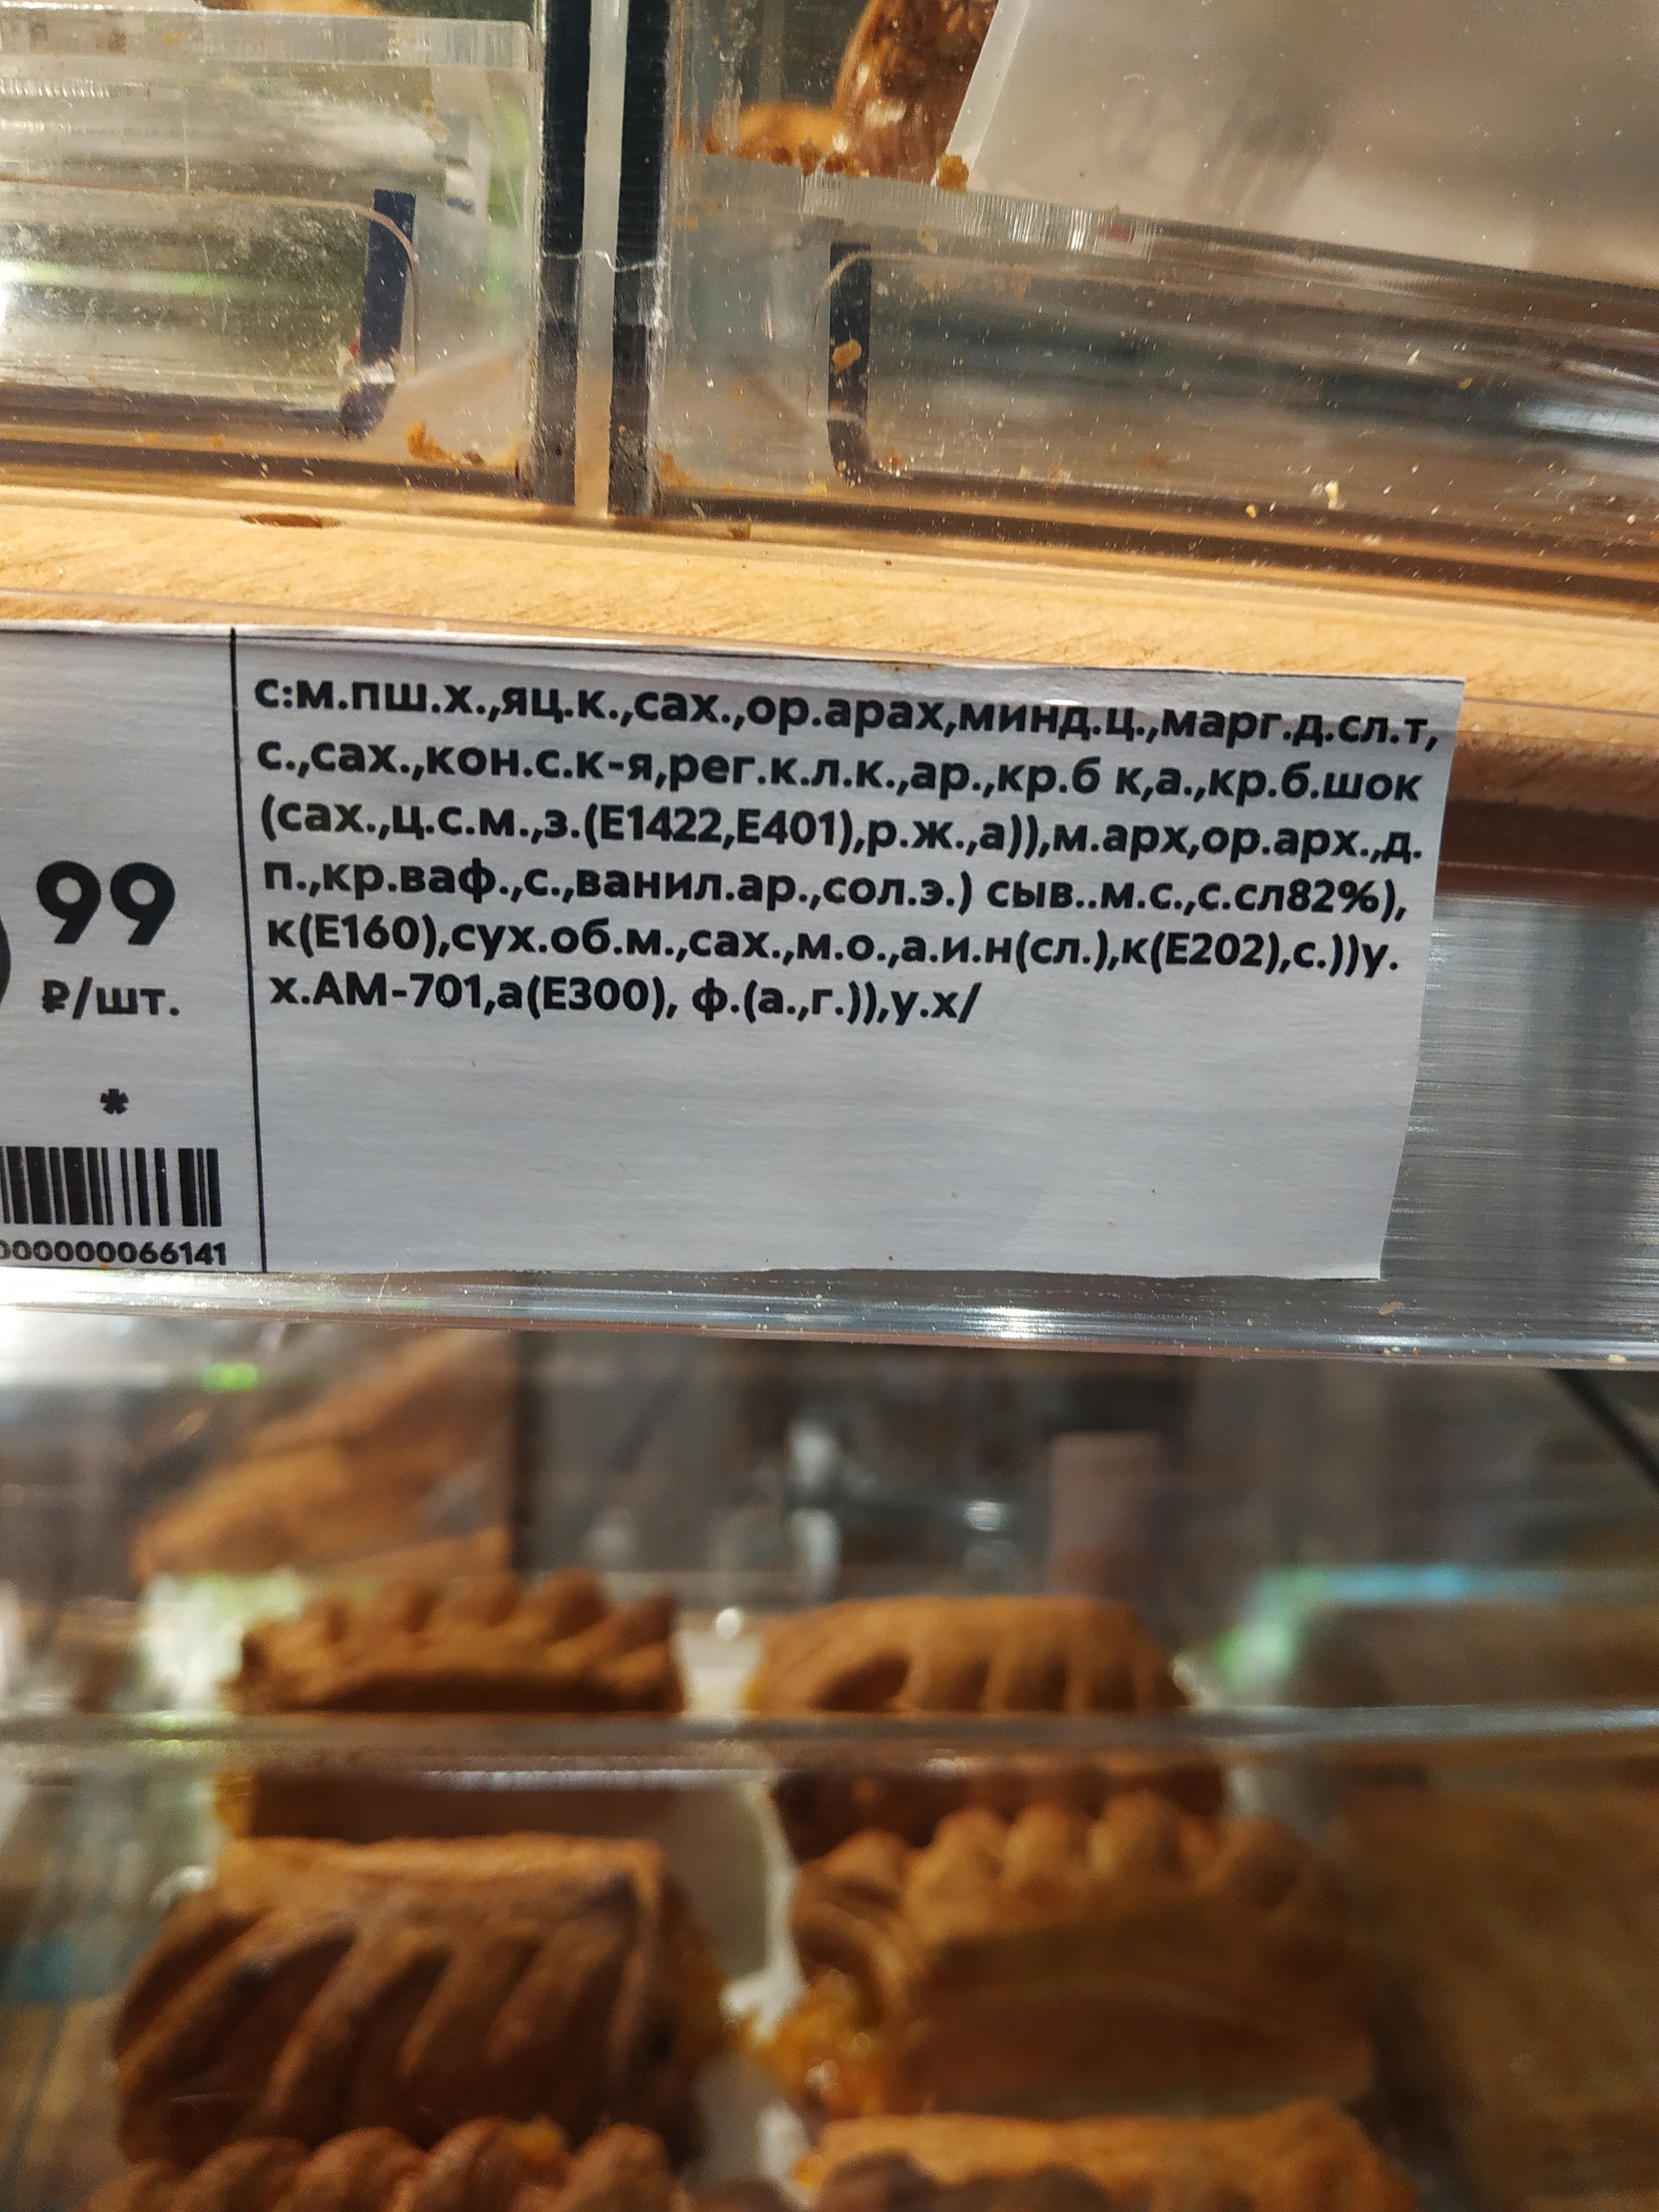 с:м.пш.х.,яц.к.,сах.,ор.арах,минд.ц.,марг.д.сл.т,
с.,сах.,кон.с.к-я,рег.к.л.к.,ар.,кр.б к,а.,кр.б.шок
(сах.,ц.с.м.,з.(Е1422,Е401),р.ж.,а)),м.арх,ор.арх.,д.
п.,кр.ваф.,с.,ванил.ар.,сол.э.) сыв..м.с.,с.сл82%),
к(Е160),сух.об.м.,сах.,м.о.,а.и.н(сл.),к(Е202),с.))у.
х.АМ-701,а(Е300), ф.(а.,г.)),у.х/
99
₽/шт.
*
000000066141